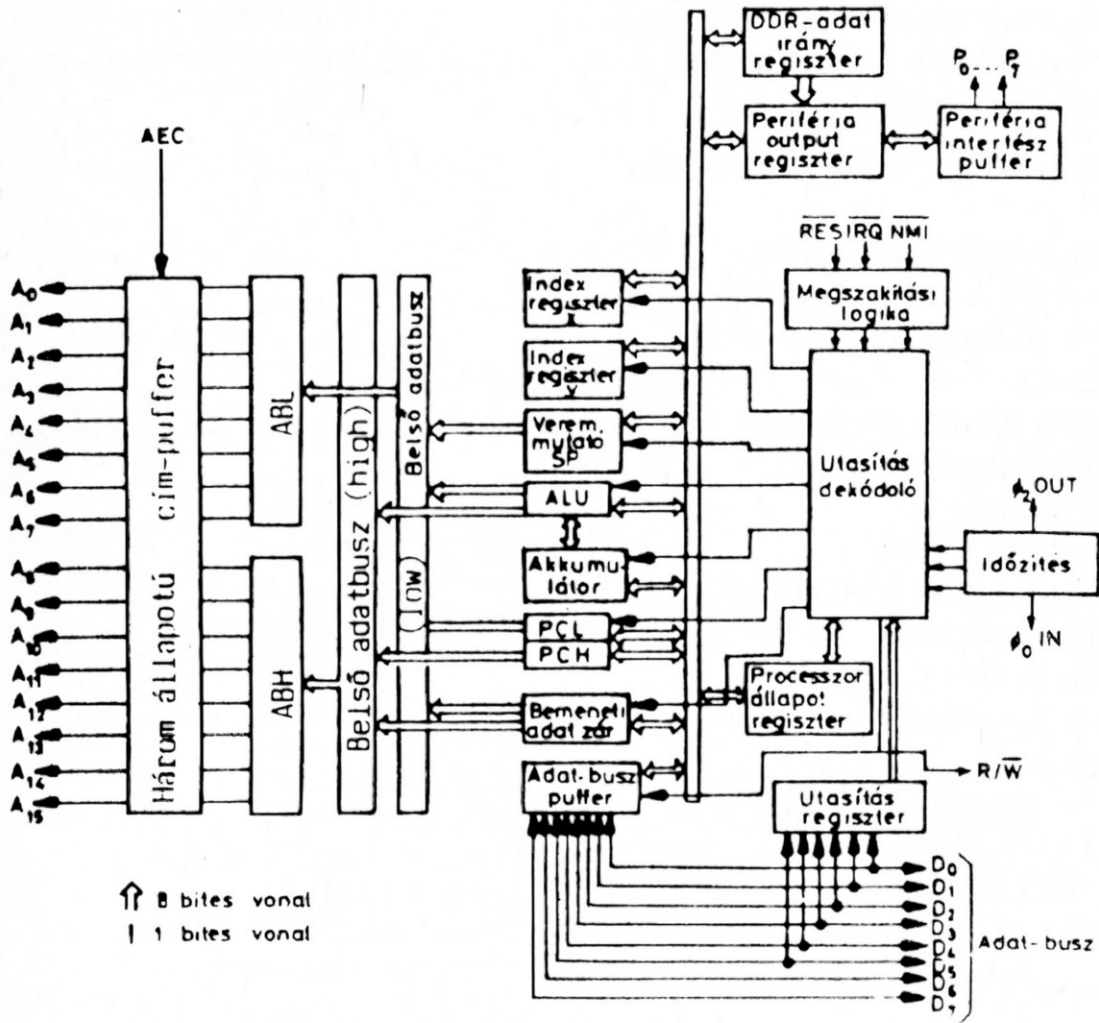 DDR-adat
irány
regiszter
P₀....P₇
Periféria
output
regiszter
Periféria
interfész
puffer
AEC
RES IRQ NMI
Megszakítási
logika
A₀
A₁
A₂
A₃
A₄
A₅
A₆
A₇
A₈
A₉
A₁₀
A₁₁
A₁₂
A₁₃
A₁₄
A₁₅
Három állapotú cím-puffer
ABL
ABH
Belső adatbusz (high)
Belső adatbusz
(low)
Index
regiszter
Index
regiszter
Y
Verem,
mutató
SP
ALU
Akkumu-
látor
PCL
PCH
Bemeneti
adat zár
Adat-busz
puffer
Utasítás
dekódoló
ϕ₂ OUT
Időzítés
ϕ₀ IN
Processzor
állapot
regiszter
R/W̅
Utasítás
regiszter
D₀
D₁
D₂
D₃
D₄
D₅
D₆
D₇
Adat-busz
8 bites vonal
1 bites vonal